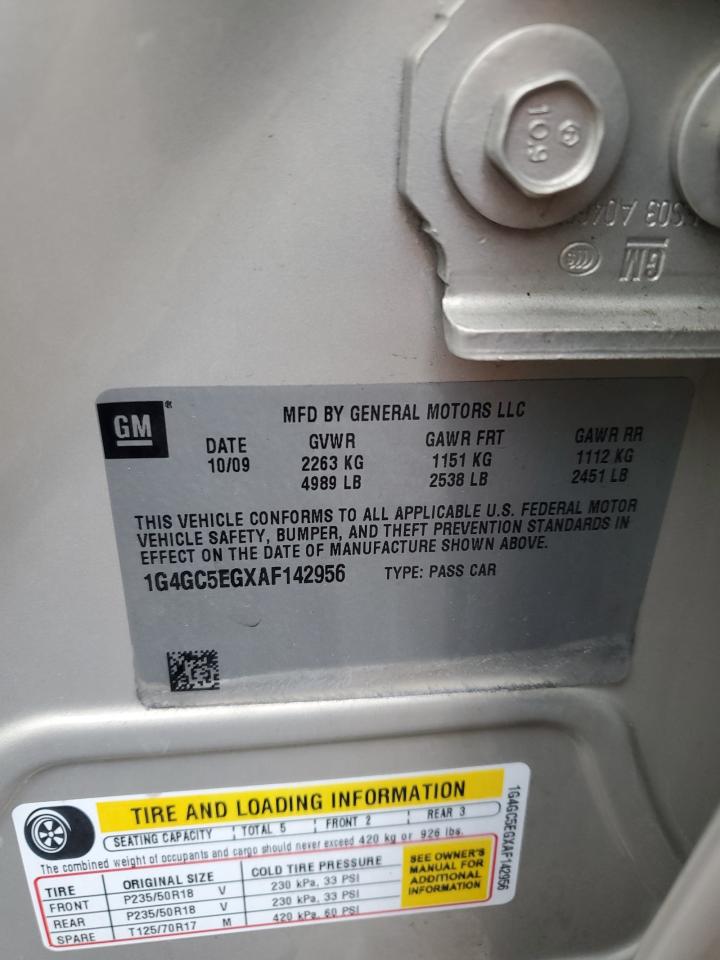 10.9
GM
GM
MFD BY GENERAL MOTORS LLC
DATE GVWR GAWR FRT GAWR RR
10/09 2263 KG 1151 KG 1112 KG
4989 LB 2538 LB 2451 LB
THIS VEHICLE CONFORMS TO ALL APPLICABLE U.S. FEDERAL MOTOR
VEHICLE SAFETY, BUMPER, AND THEFT PREVENTION STANDARDS IN
EFFECT ON THE DATE OF MANUFACTURE SHOWN ABOVE.
1G4GC5EGXAF142956 TYPE: PASS CAR
TIRE AND LOADING INFORMATION
SEATING CAPACITY TOTAL 5 FRONT 2 REAR 3
The combined weight of occupants and cargo should never exceed 420 kg or 926 lbs.
TIRE ORIGINAL SIZE COLD TIRE PRESSURE
FRONT P235/50R18 V 230 kPa, 33 PSI
REAR P235/50R18 V 230 kPa, 33 PSI
SPARE T125/70R17 M 420 kPa, 60 PSI
SEE OWNER'S
MANUAL FOR
ADDITIONAL
INFORMATION
1G4GC5EGXAF142956